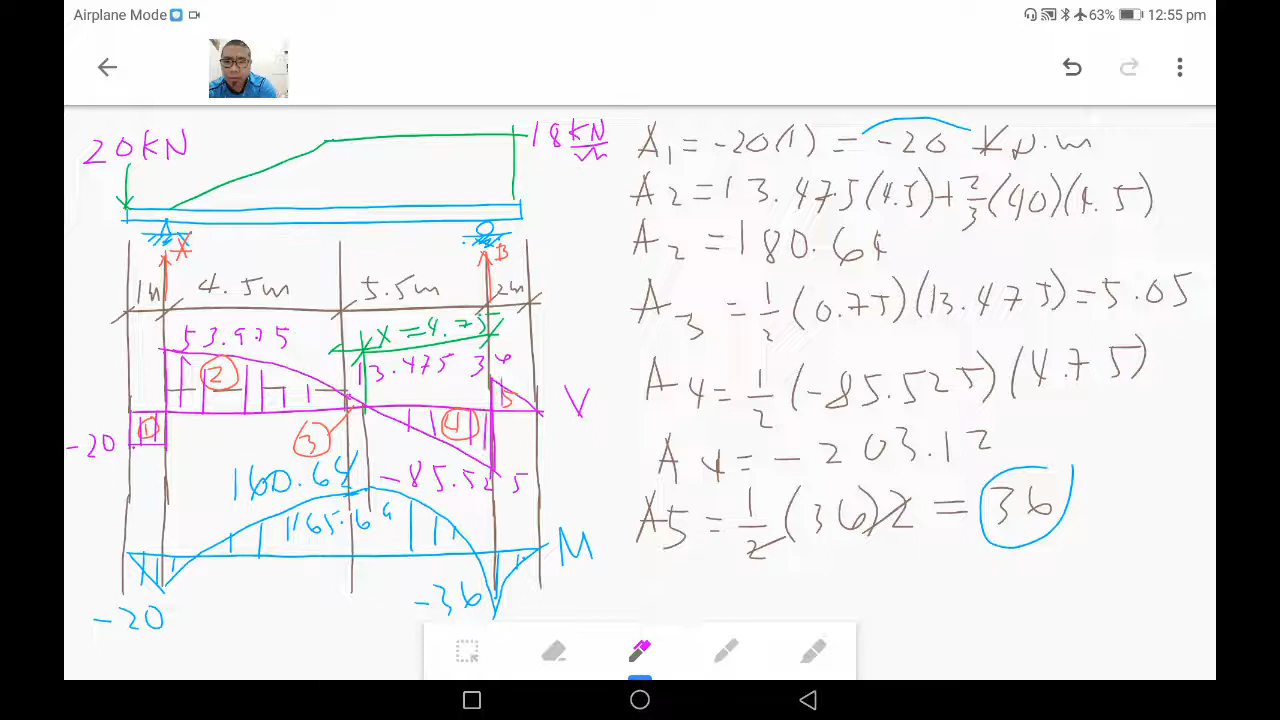 Airplane Mode
63% 12:55 pm
20KN
18 KN/m
A
B
1m 4.5m 5.5m 2m
53.975
x = 4.75
13.475 36
2
V
5
1
4
-20
3
160.64 -85.525
165.69
M
-20
-36
A1 = -20(1) = -20 KN.m
A2 = 13.475(4.5) + 2/3(40)(4.5)
A2 = 180.64
A3 = 1/2(0.75)(13.475) = 5.05
A4 = 1/2(-85.525)(4.75)
A4 = -203.12
A5 = 1/2(36)2 = 36